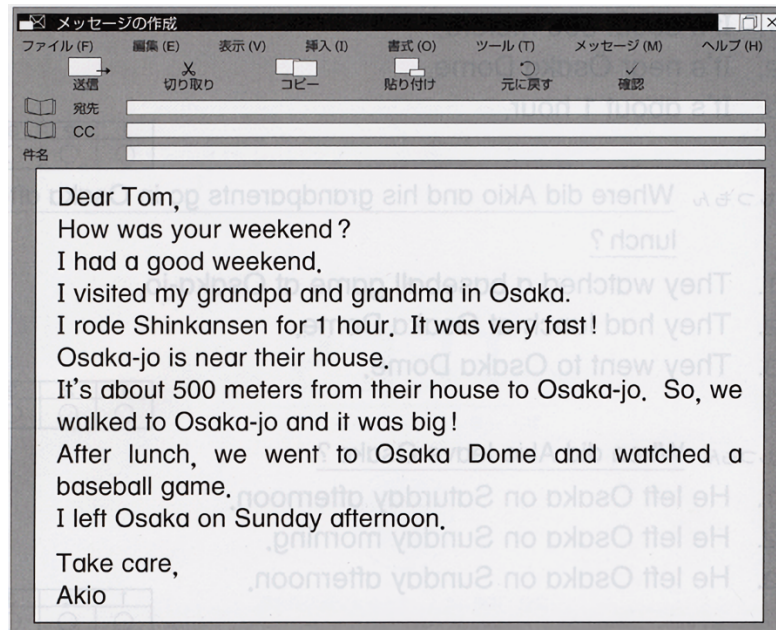 メッセージの作成
ファイル (F) 編集 (E) 表示 (V) 挿入 (I) 書式 (O) ツール (T) メッセージ (M) ヘルプ (H)
送信 切り取り コピー 貼り付け 元に戻す 確認
宛先
CC
件名
Dear Tom,
How was your weekend?
I had a good weekend.
I visited my grandpa and grandma in Osaka.
I rode Shinkansen for 1 hour. It was very fast!
Osaka-jo is near their house.
It's about 500 meters from their house to Osaka-jo. So, we
walked to Osaka-jo and it was big!
After lunch, we went to Osaka Dome and watched a
baseball game.
I left Osaka on Sunday afternoon.
Take care,
Akio